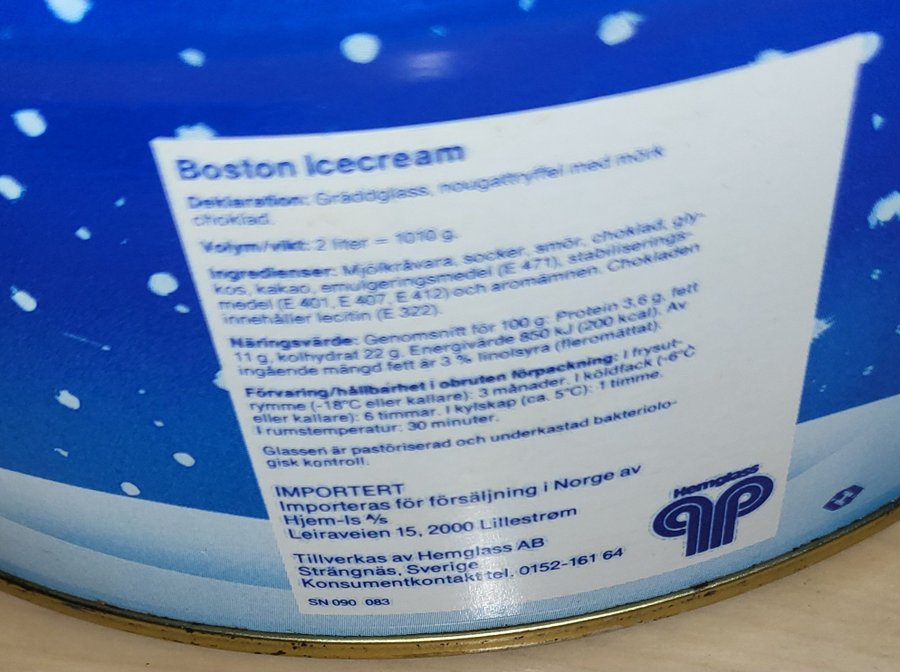 Boston Icecream
Deklaration: Gräddglass, nougattryffel med mörk
choklad.
Volym/vikt: 2 liter = 1010 g.
Ingredienser: Mjölkråvara, socker, smör, choklad, gly-
kos, kakao, emulgeringsmedel (E 471), stabiliserings-
medel (E 401, E 407, E 412) och aromämnen. Chokladen
innehåller lecitin (E 322).
Näringsvärde: Genomsnitt för 100 g: Protein 3,6 g, fett
11 g, kolhydrat 22 g. Energivärde 850 kJ (200 kcal). Av
ingående mängd fett är 3 % linolsyra (fleromättat).
Förvaring/hållbarhet i obruten förpackning: I frysut-
rymme (-18°C eller kallare): 3 månader. I köldfack (-6°C
eller kallare): 6 timmar. I kylskap (ca. 5°C): 1 timme.
I rumstemperatur: 30 minuter.
Glassen är pastöriserad och underkastad bakteriolo-
gisk kontroll.
IMPORTERT
Importeras för försäljning i Norge av
Hjem-Is A/s
Leiraveien 15, 2000 Lillestrøm
Hemglass
Tillverkas av Hemglass AB
Strängnäs, Sverige
Konsumentkontakt tel. 0152-161 64
SN 090 083